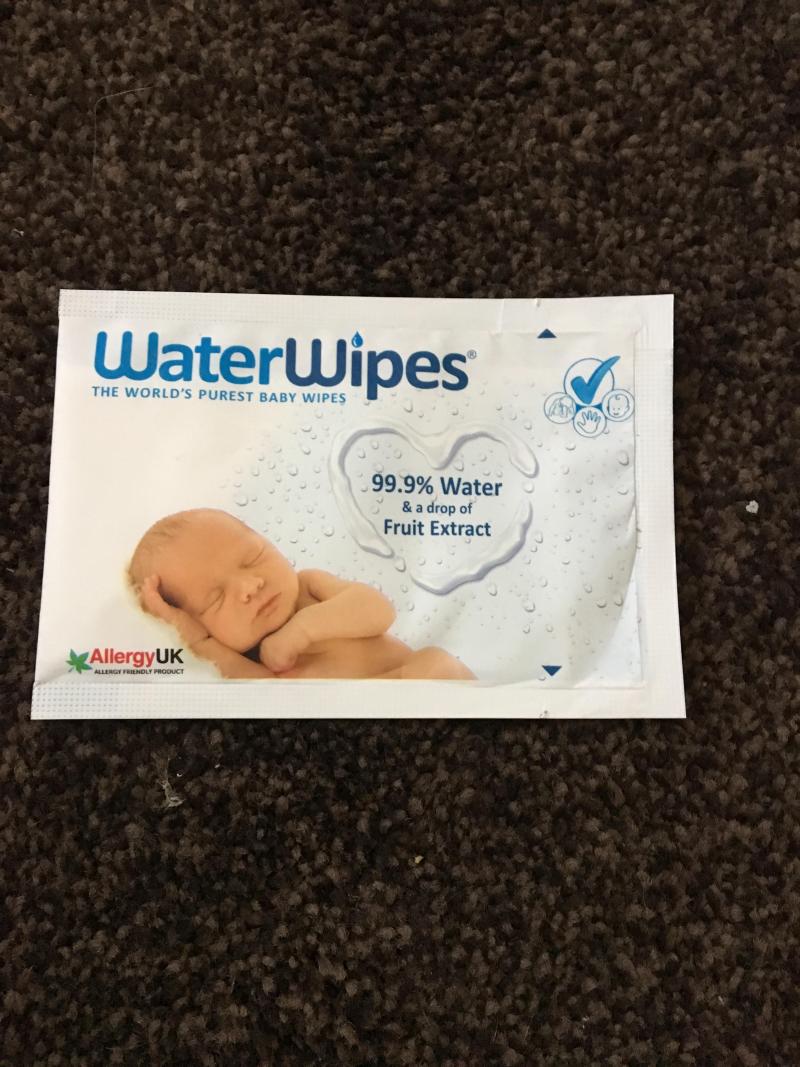 WaterWipes®
THE WORLD'S PUREST BABY WIPES
99.9% Water
& a drop of
Fruit Extract
AllergyUK
ALLERGY FRIENDLY PRODUCT